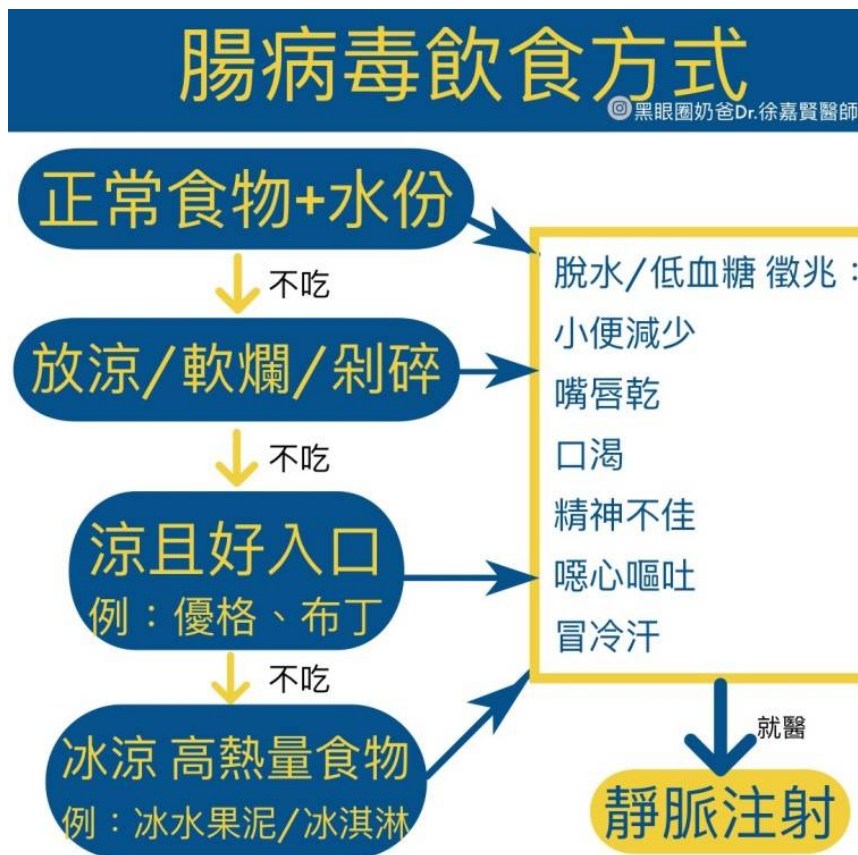 腸病毒飲食方式
黑眼圈奶爸Dr.徐嘉賢醫師
正常食物+水份
不吃
放涼/軟爛/剁碎
不吃
涼且好入口
例：優格、布丁
不吃
冰涼 高熱量食物
例：冰水果泥/冰淇淋
脫水/低血糖 徵兆：
小便減少
嘴唇乾
口渴
精神不佳
噁心嘔吐
冒冷汗
就醫
靜脈注射